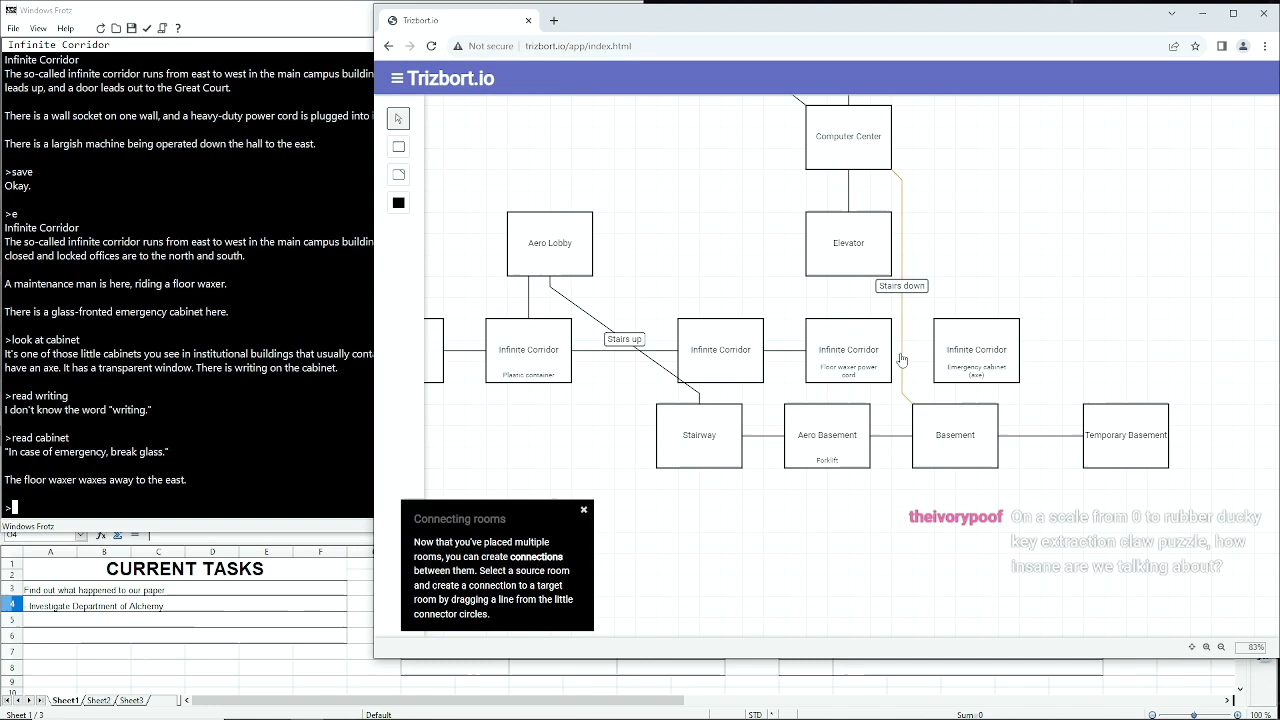 Windows Frotz
File View Help
Infinite Corridor
Infinite Corridor
The so-called infinite corridor runs from east to west in the main campus buildin
leads up, and a door leads out to the Great Court.
There is a wall socket on one wall, and a heavy-duty power cord is plugged into i
There is a largish machine being operated down the hall to the east.
>save
Okay.
>e
Infinite Corridor
The so-called infinite corridor runs from east to west in the main campus buildin
closed and locked offices are to the north and south.
A maintenance man is here, riding a floor waxer.
There is a glass-fronted emergency cabinet here.
>look at cabinet
It's one of those little cabinets you see in institutional buildings that usually cont
have an axe. It has a transparent window. There is writing on the cabinet.
>read writing
I don't know the word "writing."
>read cabinet
"In case of emergency, break glass."
The floor waxer waxes away to the east.
>
Windows Frotz
Trizbort.io
Not secure trizbort.io/app/index.html
Trizbort.io
Computer Center
Aero Lobby
Elevator
Stairs down
Stairs up
Infinite Corridor
Plastic container
Infinite Corridor
Infinite Corridor
Floor waxer power
cord
Infinite Corridor
Emergency cabinet
(axe)
Stairway
Aero Basement
Forklift
Basement
Temporary Basement
Connecting rooms
Now that you've placed multiple
rooms, you can create connections
between them. Select a source room
and create a connection to a target
room by dragging a line from the little
connector circles.
theivorypoof On a scale from 0 to rubber ducky
key extraction claw puzzle, how
insane are we talking about?
83%
A B C D E F
1 CURRENT TASKS
2
3 Find out what happened to our paper
4 Investigate Department of Alchemy
5
6
7
8
9
10
Sheet1 Sheet2 Sheet3
Sheet 1 / 3 Default STD * Sum=0 100 %